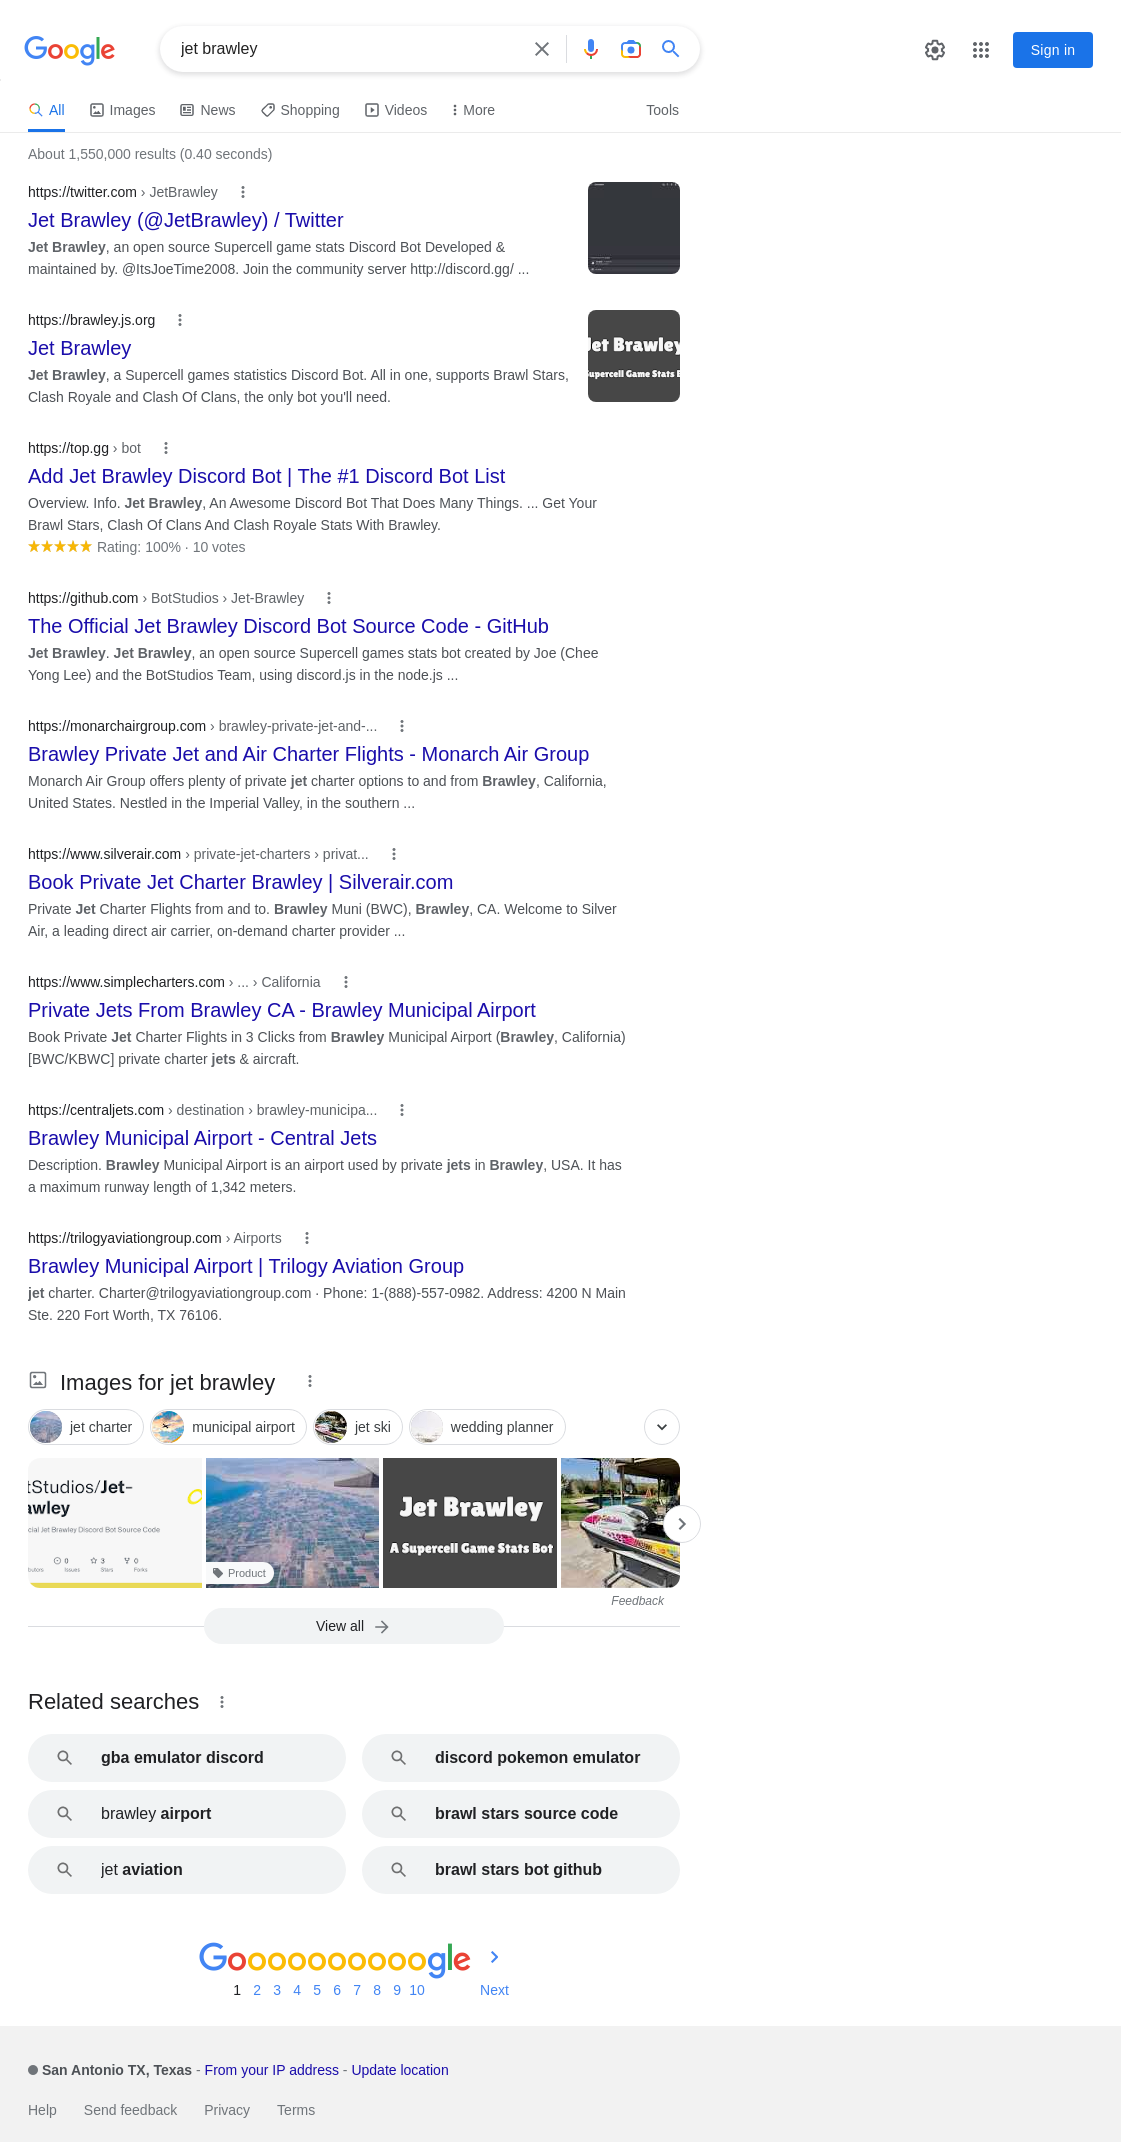 Google
jet brawley
Sign in
All
Images
News
Shopping
Videos
More
Tools
About 1,550,000 results (0.40 seconds)
https://twitter.com › JetBrawley
Jet Brawley (@JetBrawley) / Twitter
Jet Brawley, an open source Supercell game stats Discord Bot Developed &
maintained by. @ItsJoeTime2008. Join the community server http://discord.gg/ ...
https://brawley.js.org
Jet Brawley
Jet Brawley, a Supercell games statistics Discord Bot. All in one, supports Brawl Stars,
Clash Royale and Clash Of Clans, the only bot you'll need.
Jet Brawley
Supercell Game Stats B
https://top.gg › bot
Add Jet Brawley Discord Bot | The #1 Discord Bot List
Overview. Info. Jet Brawley, An Awesome Discord Bot That Does Many Things. ... Get Your
Brawl Stars, Clash Of Clans And Clash Royale Stats With Brawley.
Rating: 100% · 10 votes
https://github.com › BotStudios › Jet-Brawley
The Official Jet Brawley Discord Bot Source Code - GitHub
Jet Brawley. Jet Brawley, an open source Supercell games stats bot created by Joe (Chee
Yong Lee) and the BotStudios Team, using discord.js in the node.js ...
https://monarchairgroup.com › brawley-private-jet-and-...
Brawley Private Jet and Air Charter Flights - Monarch Air Group
Monarch Air Group offers plenty of private jet charter options to and from Brawley, California,
United States. Nestled in the Imperial Valley, in the southern ...
https://www.silverair.com › private-jet-charters › privat...
Book Private Jet Charter Brawley | Silverair.com
Private Jet Charter Flights from and to. Brawley Muni (BWC), Brawley, CA. Welcome to Silver
Air, a leading direct air carrier, on-demand charter provider ...
https://www.simplecharters.com › ... › California
Private Jets From Brawley CA - Brawley Municipal Airport
Book Private Jet Charter Flights in 3 Clicks from Brawley Municipal Airport (Brawley, California)
[BWC/KBWC] private charter jets & aircraft.
https://centraljets.com › destination › brawley-municipa...
Brawley Municipal Airport - Central Jets
Description. Brawley Municipal Airport is an airport used by private jets in Brawley, USA. It has
a maximum runway length of 1,342 meters.
https://trilogyaviationgroup.com › Airports
Brawley Municipal Airport | Trilogy Aviation Group
jet charter. Charter@trilogyaviationgroup.com · Phone: 1-(888)-557-0982. Address: 4200 N Main
Ste. 220 Fort Worth, TX 76106.
Images for jet brawley
jet charter
municipal airport
jet ski
wedding planner
tStudios/Jet-
awley
cial Jet Brawley Discord Bot Source Code
0 3 0
Issues Stars Forks
Product
Jet Brawley
A Supercell Game Stats Bot
Feedback
View all
Related searches
gba emulator discord
discord pokemon emulator
brawley airport
brawl stars source code
jet aviation
brawl stars bot github
Goooooooooogle
1 2 3 4 5 6 7 8 9 10 Next
San Antonio TX, Texas - From your IP address - Update location
Help Send feedback Privacy Terms